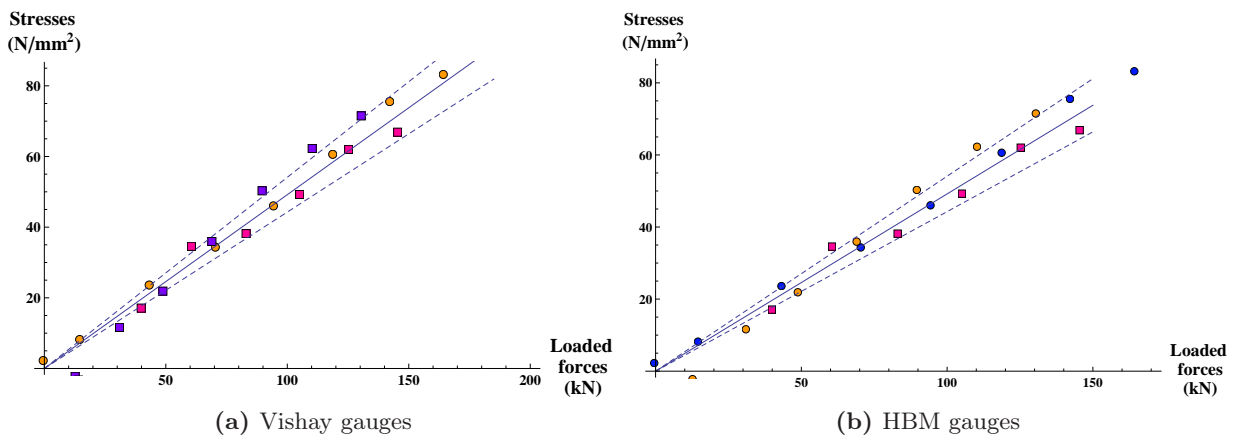 Stresses
(N/mm²)
80
60
40
20
50
100
150
200
Loaded
forces
(kN)
(a) Vishay gauges
Stresses
(N/mm²)
80
60
40
20
50
100
150
Loaded
forces
(kN)
(b) HBM gauges